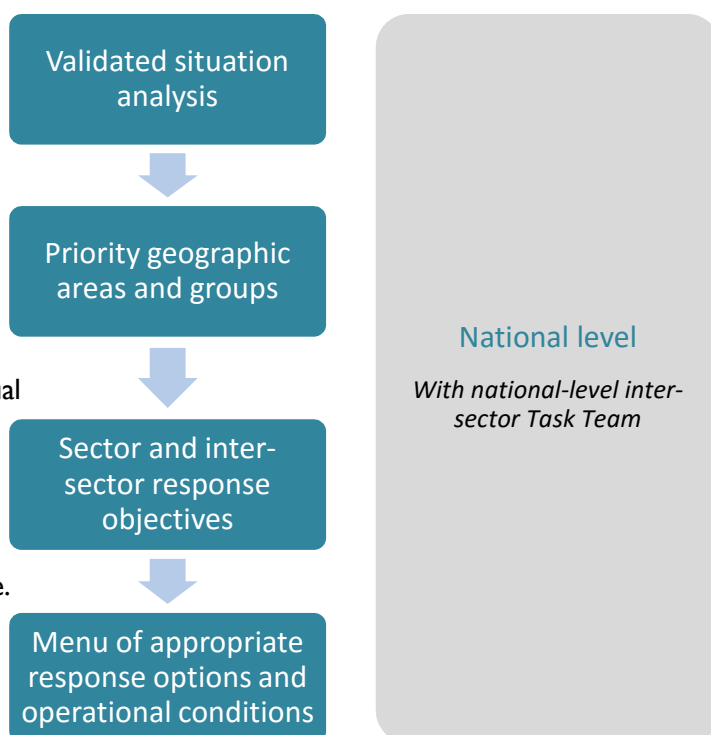 Validated situation
analysis
Priority geographic
areas and groups
ual
Sector and inter-
sector response
objectives
e.
Menu of appropriate
response options and
operational conditions
National level
With national-level inter-
sector Task Team